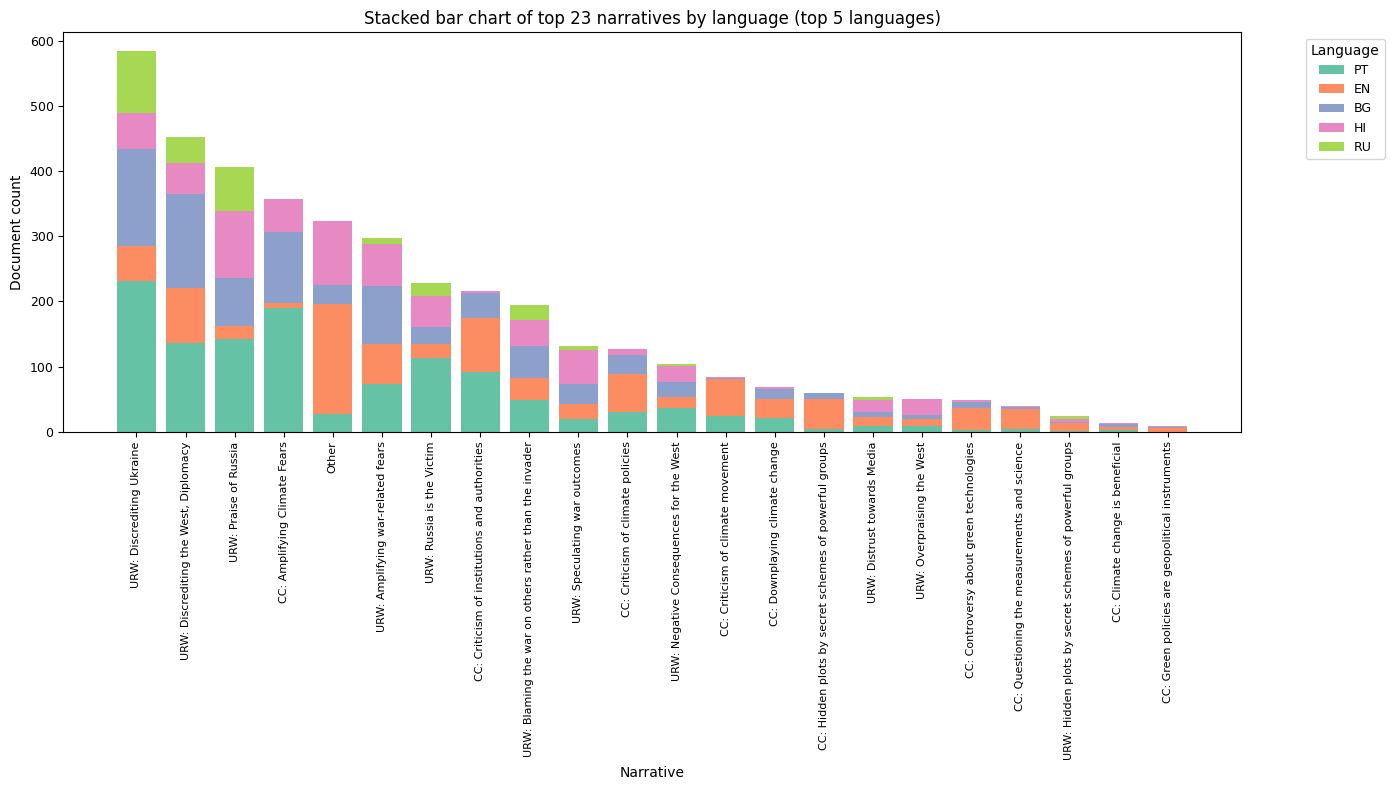 Stacked bar chart of top 23 narratives by language (top 5 languages)
Document count
600
500
400
300
200
100
0
Language
PT
EN
BG
HI
RU
URW: Discrediting Ukraine
URW: Discrediting the West, Diplomacy
URW: Praise of Russia
CC: Amplifying Climate Fears
Other
URW: Amplifying war-related fears
URW: Russia is the Victim
CC: Criticism of institutions and authorities
URW: Blaming the war on others rather than the invader
URW: Speculating war outcomes
CC: Criticism of climate policies
URW: Negative Consequences for the West
CC: Criticism of climate movement
CC: Downplaying climate change
CC: Hidden plots by secret schemes of powerful groups
URW: Distrust towards Media
URW: Overpraising the West
CC: Controversy about green technologies
CC: Questioning the measurements and science
URW: Hidden plots by secret schemes of powerful groups
CC: Climate change is beneficial
CC: Green policies are geopolitical instruments
Narrative